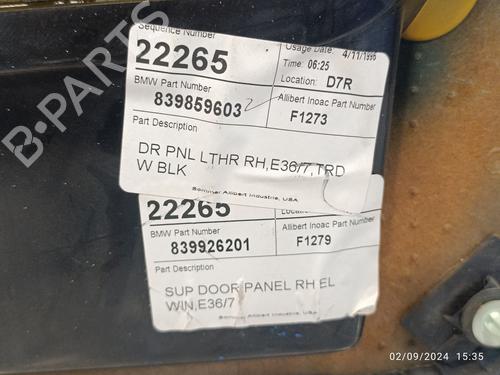 Sequence Number
22265
Usage Date: 4/11/1996
Time: 06:25
Location: D7R
BMW Part Number
839859603
Allibert Inoac Part Number
F1273
Part Description
DR PNL LTHR RH,E36/7,TRD
W BLK
Sommer Allibert Industrie, USA
22265
BMW Part Number
839926201
Allibert Inoac Part Number
F1279
Part Description
SUP DOOR PANEL RH EL
WIN,E36/7
Sommer Allibert Industrie, USA
B-PARTS
02/09/2024 15:35